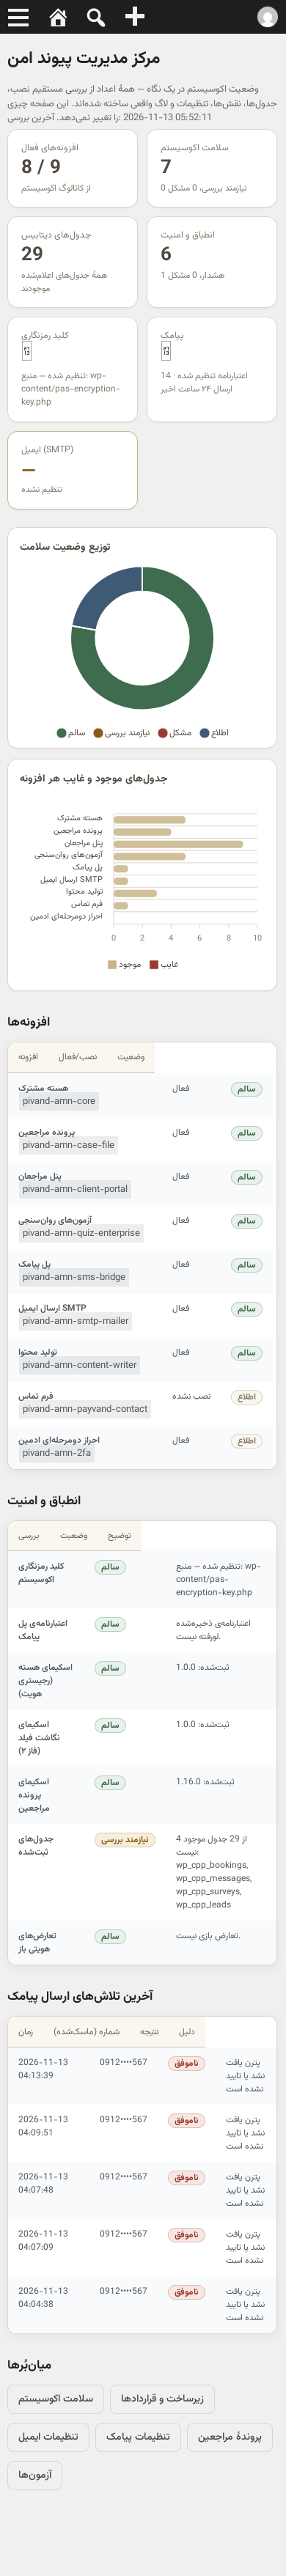 مرکز مدیریت پیوند امن
وضعیت اکوسیستم در یک نگاه — همهٔ اعداد از بررسی مستقیم نصب،
جدول‌ها، نقش‌ها، تنظیمات و لاگ واقعی ساخته شده‌اند. این صفحه چیزی
را تغییر نمی‌دهد. آخرین بررسی: 2026-11-13 05:52:11
سلامت اکوسیستم
7
0 نیازمند بررسی، 0 مشکل
افزونه‌های فعال
8 / 9
از کاتالوگ اکوسیستم
انطباق و امنیت
6
1 هشدار، 0 مشکل
جدول‌های دیتابیس
29
همهٔ جدول‌های اعلام‌شده
موجودند
پیامک
اعتبارنامه تنظیم شده · 14
ارسال ۲۴ ساعت اخیر
کلید رمزنگاری
تنظیم شده — منبع: wp-
content/pas-encryption-
key.php
ایمیل (SMTP)
—
تنظیم نشده
توزیع وضعیت سلامت
سالم
نیازمند بررسی
مشکل
اطلاع
جدول‌های موجود و غایب هر افزونه
هسته مشترک
پرونده مراجعین
پنل مراجعان
آزمون‌های روان‌سنجی
پل پیامک
ارسال ایمیل SMTP
تولید محتوا
فرم تماس
احراز دومرحله‌ای ادمین
0 2 4 6 8 10
موجود
غایب
افزونه‌ها
افزونه نصب/فعال وضعیت
هسته مشترک فعال سالم
pivand-amn-core
پرونده مراجعین فعال سالم
pivand-amn-case-file
پنل مراجعان فعال سالم
pivand-amn-client-portal
آزمون‌های روان‌سنجی فعال سالم
pivand-amn-quiz-enterprise
پل پیامک فعال سالم
pivand-amn-sms-bridge
ارسال ایمیل SMTP فعال سالم
pivand-amn-smtp-mailer
تولید محتوا فعال سالم
pivand-amn-content-writer
فرم تماس نصب نشده اطلاع
pivand-amn-payvand-contact
احراز دومرحله‌ای ادمین فعال اطلاع
pivand-amn-2fa
انطباق و امنیت
بررسی وضعیت توضیح
کلید رمزنگاری
اکوسیستم
سالم
تنظیم شده — منبع: wp-
content/pas-
encryption-key.php
اعتبارنامه‌ی پل
پیامک
سالم
اعتبارنامه‌ی ذخیره‌شده
لورفته نیست.
اسکیمای هسته
(رجیستری
هویت)
سالم
ثبت‌شده: 1.0.0
اسکیمای
نگاشت فیلد
(فاز ۲)
سالم
ثبت‌شده: 1.0.0
اسکیمای
پرونده
مراجعین
سالم
ثبت‌شده: 1.16.0
جدول‌های
ثبت‌شده
نیازمند بررسی
4 از 29 جدول موجود
نیست:
wp_cpp_bookings,
wp_cpp_messages,
wp_cpp_surveys,
wp_cpp_leads
تعارض‌های
هویتی باز
سالم
تعارض بازی نیست.
آخرین تلاش‌های ارسال پیامک
زمان شماره (ماسک‌شده) نتیجه دلیل
2026-11-13
04:13:39
0912••••567
ناموفق
پترن یافت
نشد یا تایید
نشده است
2026-11-13
04:09:51
0912••••567
ناموفق
پترن یافت
نشد یا تایید
نشده است
2026-11-13
04:07:48
0912••••567
ناموفق
پترن یافت
نشد یا تایید
نشده است
2026-11-13
04:07:09
0912••••567
ناموفق
پترن یافت
نشد یا تایید
نشده است
2026-11-13
04:04:38
0912••••567
ناموفق
پترن یافت
نشد یا تایید
نشده است
میان‌بُرها
سلامت اکوسیستم
زیرساخت و قراردادها
تنظیمات ایمیل
تنظیمات پیامک
پروندهٔ مراجعین
آزمون‌ها